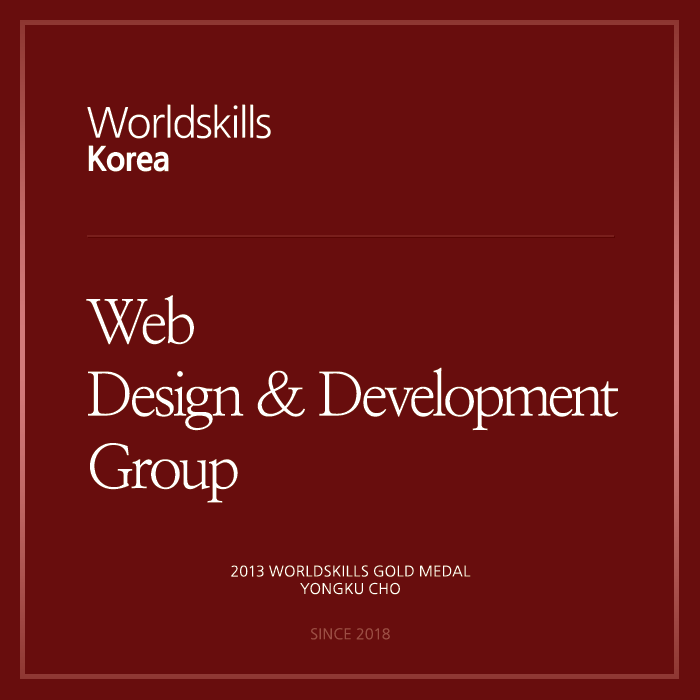 Worldskills
Korea
Web
Design & Development
Group
2013 WORLDSKILLS GOLD MEDAL
YONGKU CHO
SINCE 2018